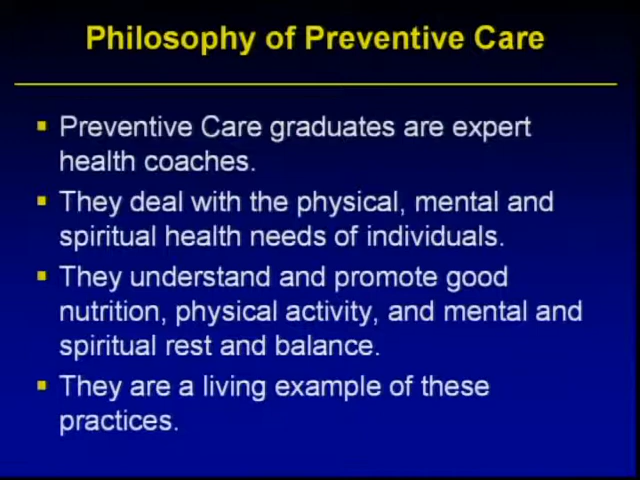 Philosophy of Preventive Care
▪ Preventive Care graduates are expert
health coaches.
▪ They deal with the physical, mental and
spiritual health needs of individuals.
▪ They understand and promote good
nutrition, physical activity, and mental and
spiritual rest and balance.
▪ They are a living example of these
practices.